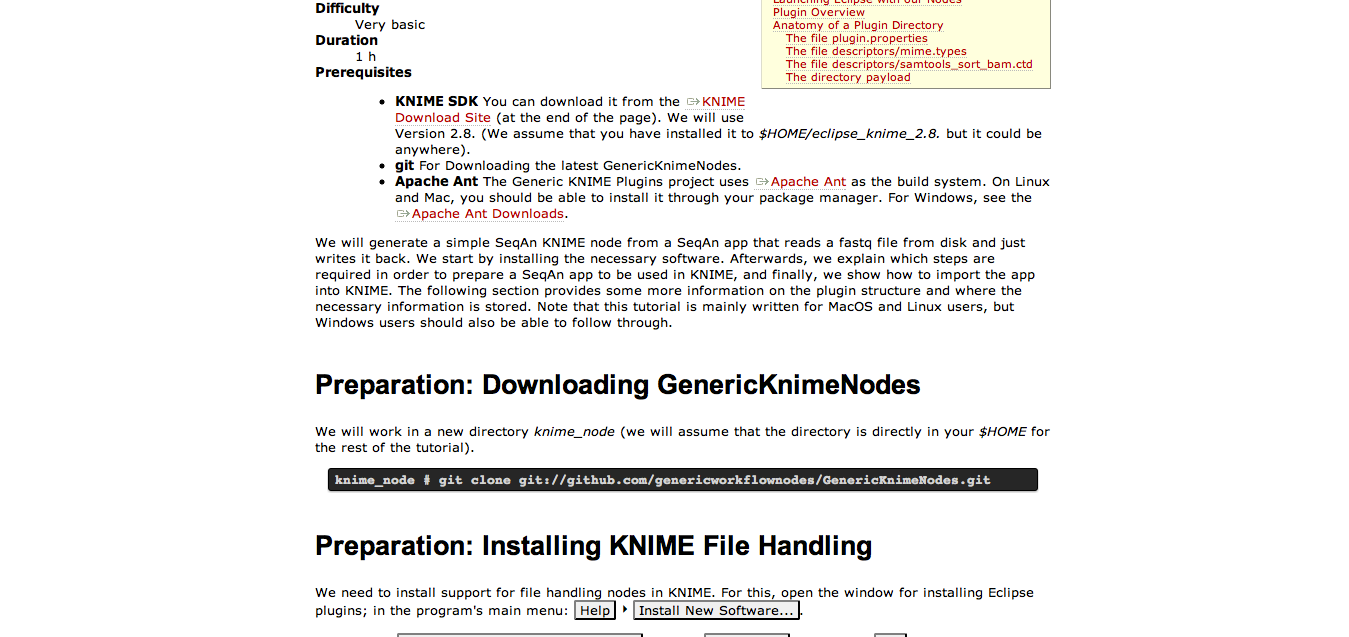 Difficulty
Very basic
Duration
1 h
Prerequisites
Launching Eclipse with our Nodes
Plugin Overview
Anatomy of a Plugin Directory
The file plugin.properties
The file descriptors/mime.types
The file descriptors/samtools_sort_bam.ctd
The directory payload
KNIME SDK You can download it from the KNIME
Download Site (at the end of the page). We will use
Version 2.8. (We assume that you have installed it to $HOME/eclipse_knime_2.8. but it could be
anywhere).
git For Downloading the latest GenericKnimeNodes.
Apache Ant The Generic KNIME Plugins project uses Apache Ant as the build system. On Linux
and Mac, you should be able to install it through your package manager. For Windows, see the
Apache Ant Downloads.
We will generate a simple SeqAn KNIME node from a SeqAn app that reads a fastq file from disk and just
writes it back. We start by installing the necessary software. Afterwards, we explain which steps are
required in order to prepare a SeqAn app to be used in KNIME, and finally, we show how to import the app
into KNIME. The following section provides some more information on the plugin structure and where the
necessary information is stored. Note that this tutorial is mainly written for MacOS and Linux users, but
Windows users should also be able to follow through.
Preparation: Downloading GenericKnimeNodes
We will work in a new directory knime_node (we will assume that the directory is directly in your $HOME for
the rest of the tutorial).
knime_node # git clone git://github.com/genericworkflownodes/GenericKnimeNodes.git
Preparation: Installing KNIME File Handling
We need to install support for file handling nodes in KNIME. For this, open the window for installing Eclipse
plugins; in the program's main menu: Help ‣ Install New Software....